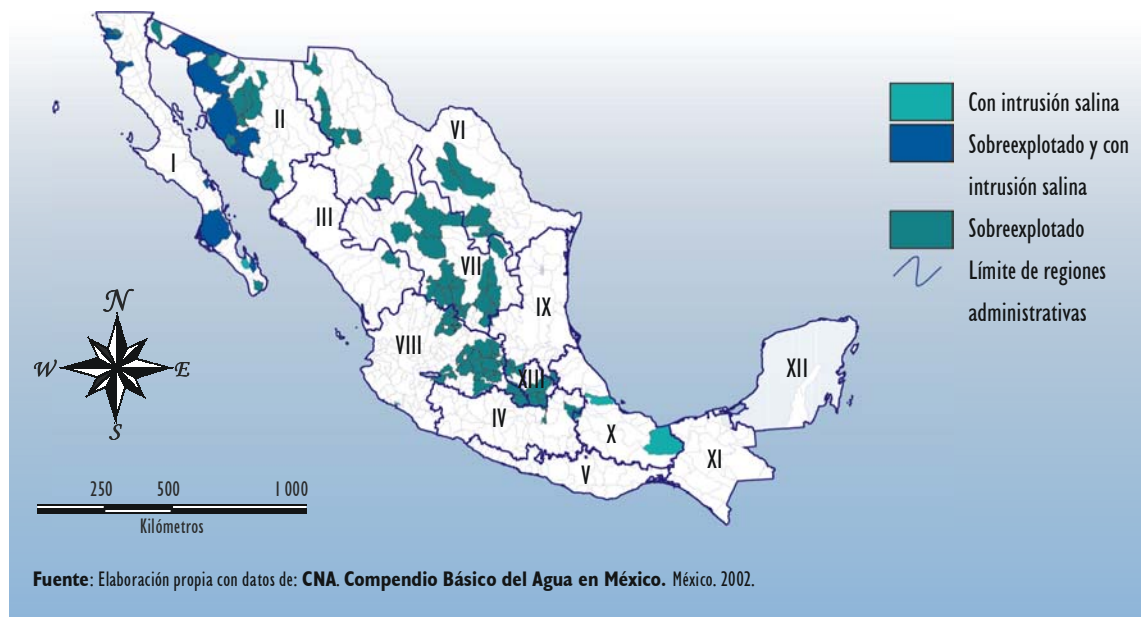 VI
II
I
III
VII
IX
VIII
XIII
XII
IV
X
XI
V
N
W
E
S
250 500 1 000
Kilómetros
Con intrusión salina
Sobreexplotado y con
intrusión salina
Sobreexplotado
Límite de regiones
administrativas
Fuente: Elaboración propia con datos de: CNA. Compendio Básico del Agua en México. México. 2002.